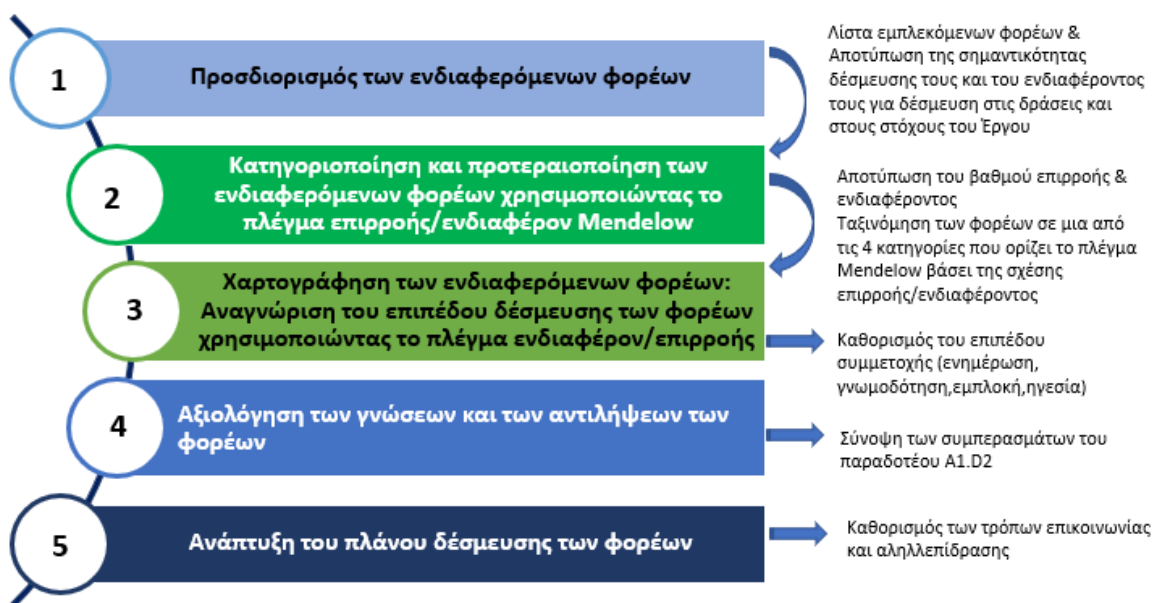 1
Προσδιορισμός των ενδιαφερόμενων φορέων
Λίστα εμπλεκόμενων φορέων &
Αποτύπωση της σημαντικότητας
δέσμευσης τους και του ενδιαφέροντος
τους για δέσμευση στις δράσεις και
στους στόχους του Έργου
2
Κατηγοριοποίηση και προτεραιοποίηση των
ενδιαφερόμενων φορέων χρησιμοποιώντας το
πλέγμα επιρροής/ενδιαφέρον Mendelow
Αποτύπωση του βαθμού επιρροής &
ενδιαφέροντος
Ταξινόμηση των φορέων σε μια από
τις 4 κατηγορίες που ορίζει το πλέγμα
Mendelow βάσει της σχέσης
επιρροής/ενδιαφέροντος
3
Χαρτογράφηση των ενδιαφερόμενων φορέων:
Αναγνώριση του επιπέδου δέσμευσης των φορέων
χρησιμοποιώντας το πλέγμα ενδιαφέρον/επιρροής
Καθορισμός του επιπέδου
συμμετοχής (ενημέρωση,
γνωμοδότηση,εμπλοκή,ηγεσία)
4
Αξιολόγηση των γνώσεων και των αντιλήψεων των
φορέων
Σύνοψη των συμπερασμάτων του
παραδοτέου A1.D2
5
Ανάπτυξη του πλάνου δέσμευσης των φορέων
Καθορισμός των τρόπων επικοινωνίας
και αληλλεπίδρασης